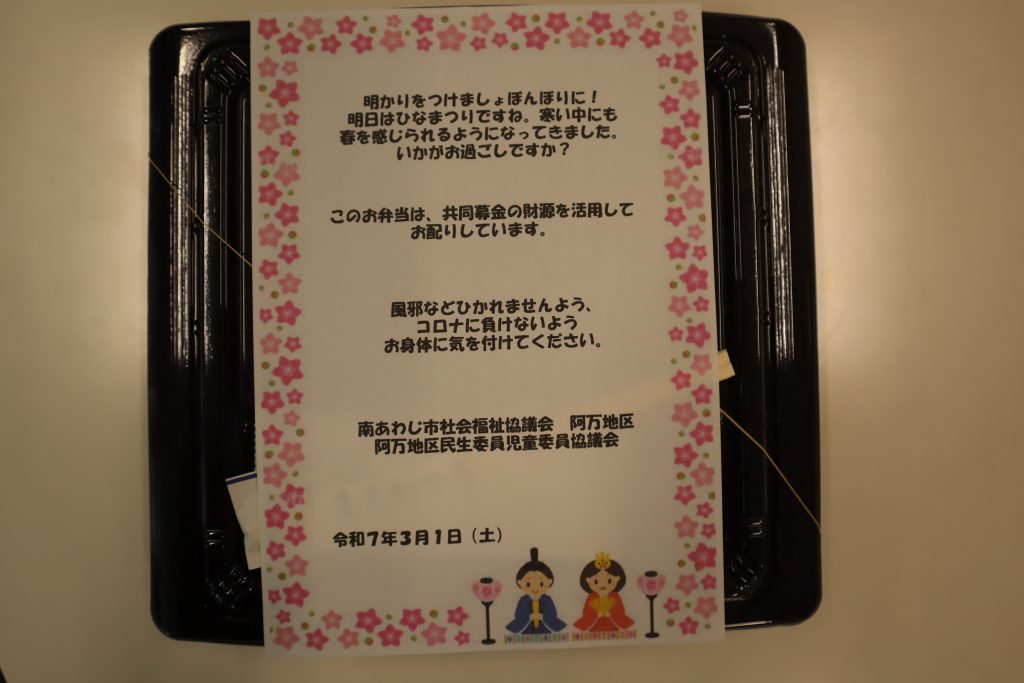 明かりをつけましょぼんぼりに！
明日はひなまつりですね。寒い中にも
春を感じられるようになってきました。
いかがお過ごしですか？
このお弁当は、共同募金の財源を活用して
お配りしています。
風邪などひかれませんよう、
コロナに負けないよう
お身体に気を付けてください。
南あわじ市社会福祉協議会　阿万地区
阿万地区民生委員児童委員協議会
令和７年３月１日（土）